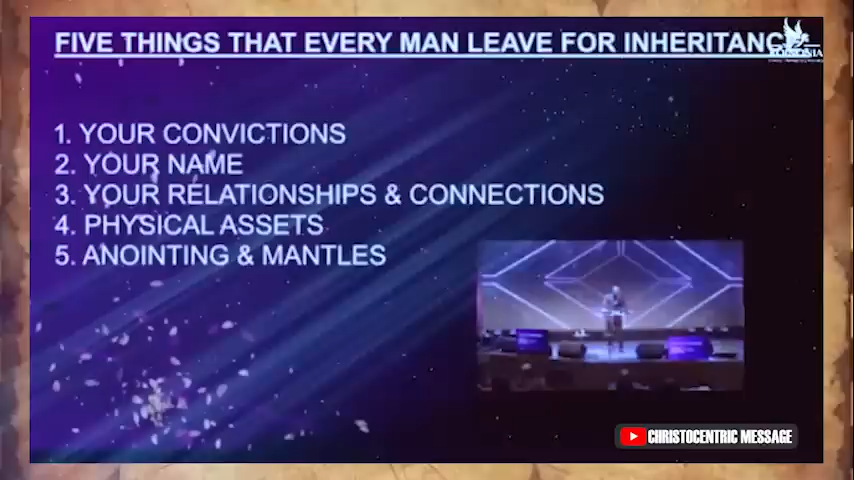 FIVE THINGS THAT EVERY MAN LEAVE FOR INHERITANC
KOINONIA
1. YOUR CONVICTIONS
2. YOUR NAME
3. YOUR RELATIONSHIPS & CONNECTIONS
4. PHYSICAL ASSETS
5. ANOINTING & MANTLES
CHRISTOCENTRIC MESSAGE